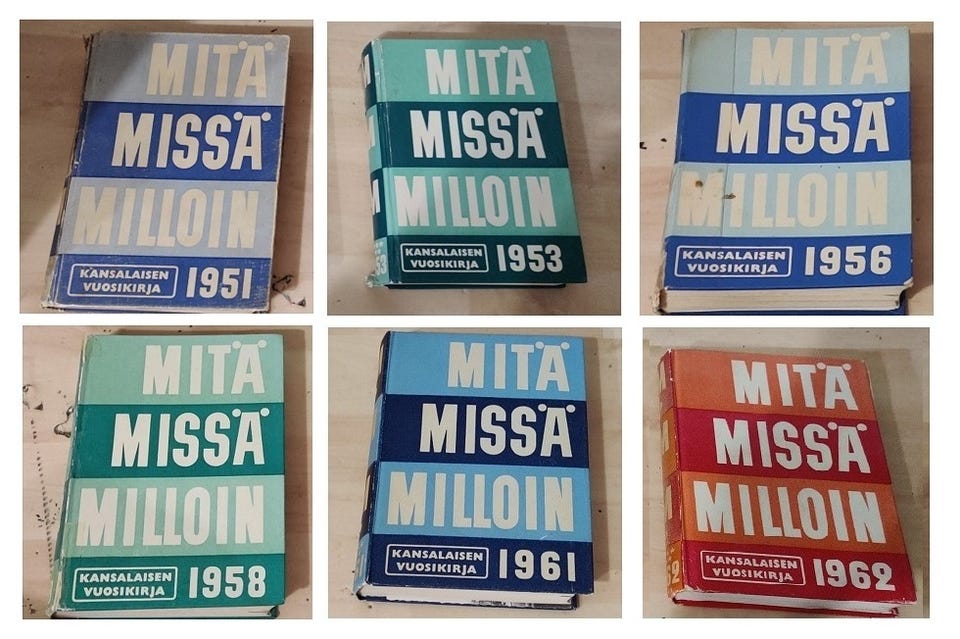 MITÄ
MISSÄ
MILLOIN
KANSALAISEN
VUOSIKIRJA
1951
MITÄ
MISSÄ
MILLOIN
KANSALAISEN
VUOSIKIRJA
1953
MITÄ
MISSÄ
MILLOIN
KANSALAISEN
VUOSIKIRJA
1956
MITÄ
MISSÄ
MILLOIN
KANSALAISEN
VUOSIKIRJA
1958
MITÄ
MISSÄ
MILLOIN
KANSALAISEN
VUOSIKIRJA
1961
MITÄ
MISSÄ
MILLOIN
KANSALAISEN
VUOSIKIRJA
1962